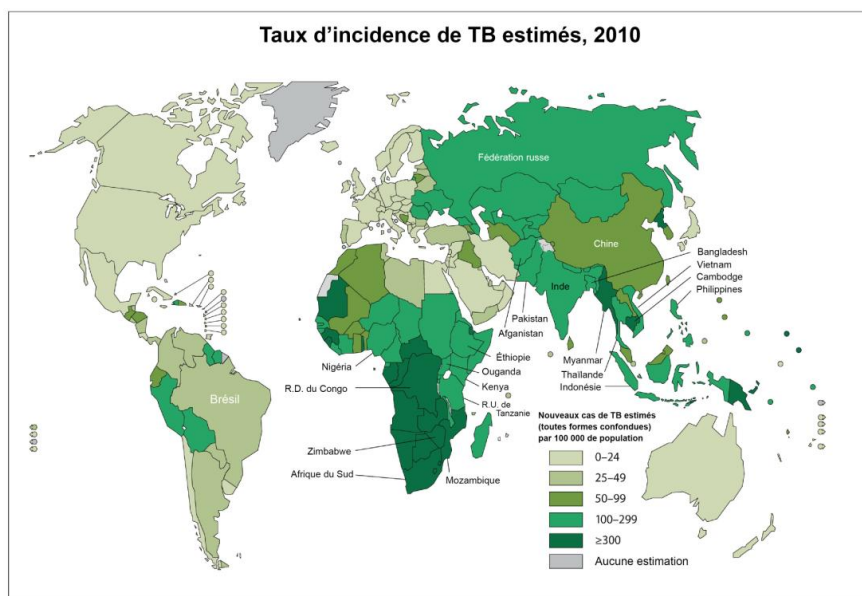 Taux d’incidence de TB estimés, 2010
Fédération russe
Chine
Bangladesh
Vietnam
Cambodge
Philippines
Inde
Pakistan
Afganistan
Myanmar
Thaïlande
Indonésie
Éthiopie
Ouganda
Kenya
R.U. de
Tanzanie
Nigéria
R.D. du Congo
Brésil
Zimbabwe
Afrique du Sud
Mozambique
Nouveaux cas de TB estimés
(toutes formes confondues)
par 100 000 de population
0–24
25–49
50–99
100–299
≥300
Aucune estimation